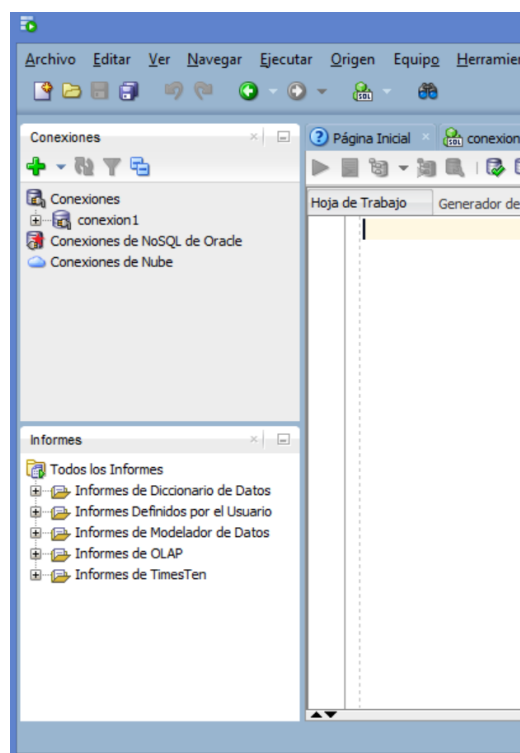 Archivo Editar Ver Navegar Ejecutar Origen Equipo
SQL
Conexiones
Conexiones
conexion1
Conexiones de NoSQL de Oracle
Conexiones de Nube
Informes
Todos los Informes
Informes de Diccionario de Datos
Informes Definidos por el Usuario
Informes de Modelador de Datos
Informes de OLAP
Informes de TimesTen
Página Inicial conexion
Hoja de Trabajo Generador de